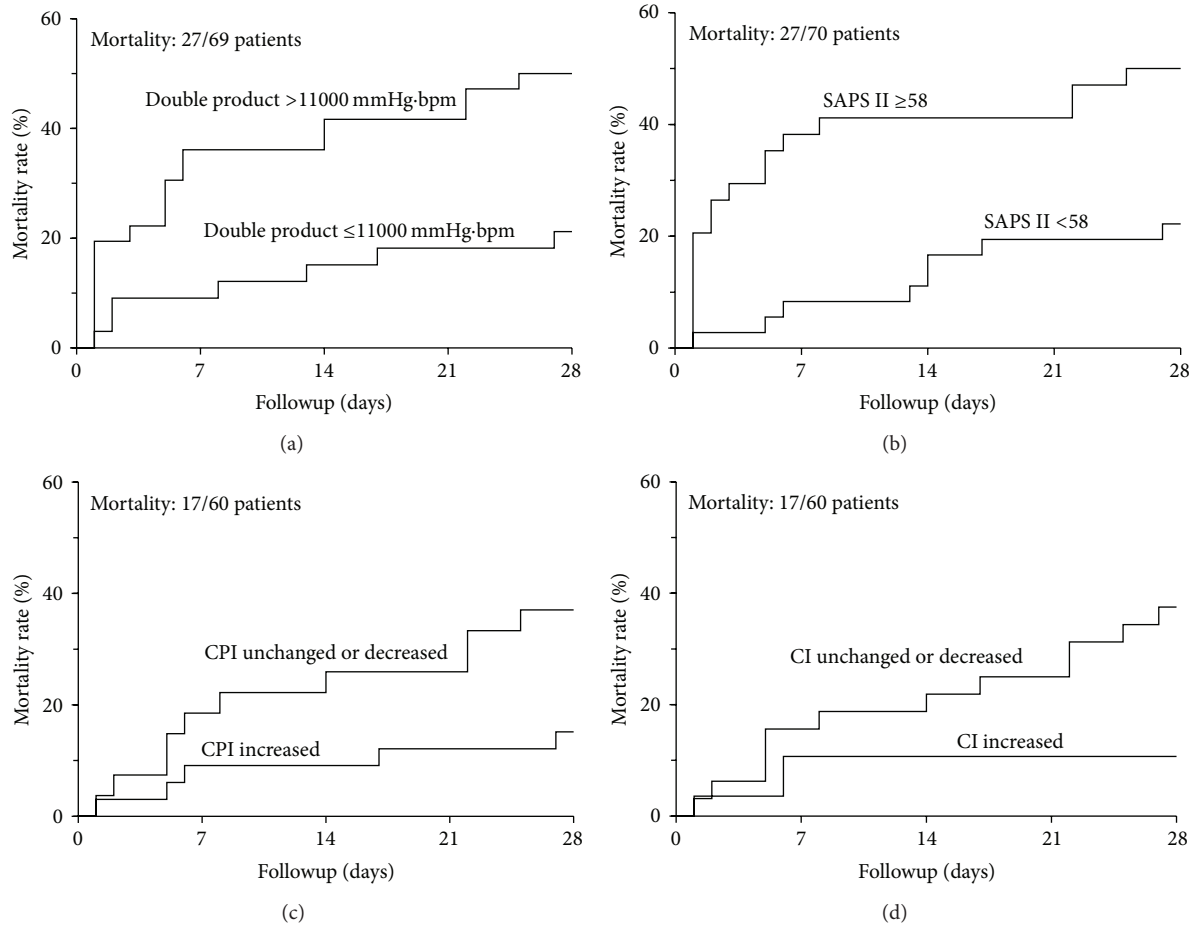 60
Mortality: 27/69 patients
Double product >11000 mmHg·bpm
40
Mortality rate (%)
Double product ≤11000 mmHg·bpm
20
0
0 7 14 21 28
Followup (days)
(a)
60
Mortality: 27/70 patients
SAPS II ≥58
40
Mortality rate (%)
SAPS II <58
20
0
0 7 14 21 28
Followup (days)
(b)
60
Mortality: 17/60 patients
40
Mortality rate (%)
CPI unchanged or decreased
20
CPI increased
0
0 7 14 21 28
Followup (days)
(c)
60
Mortality: 17/60 patients
40
Mortality rate (%)
CI unchanged or decreased
20
CI increased
0
0 7 14 21 28
Followup (days)
(d)